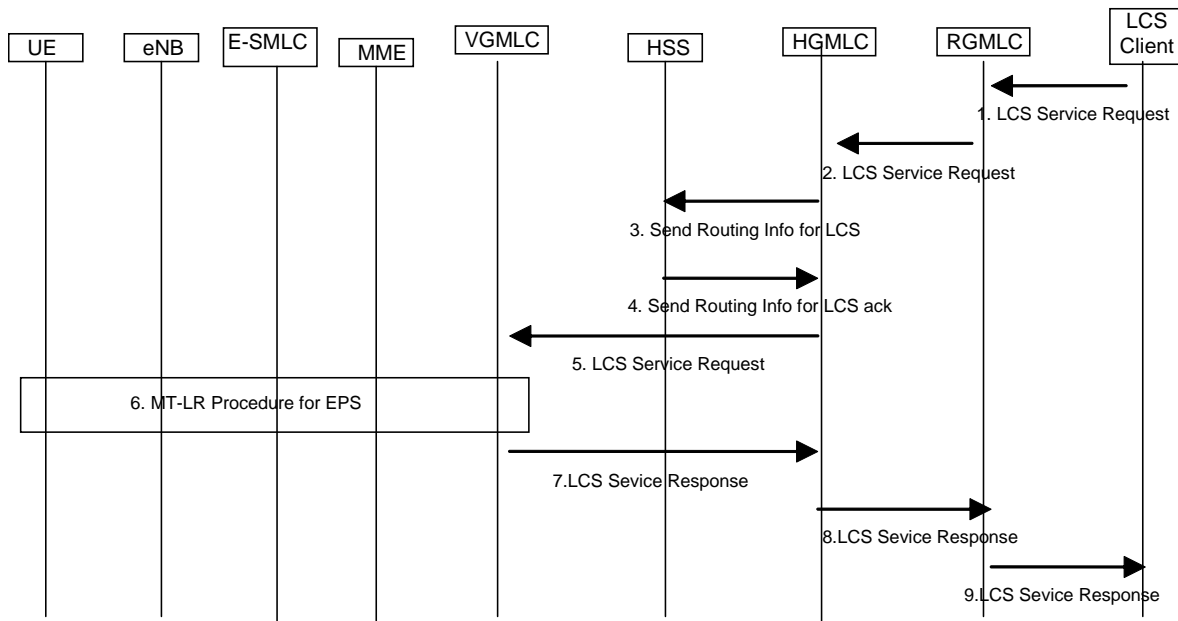 UE
eNB
E-SMLC
MME
VGMLC
HSS
HGMLC
RGMLC
LCS
Client
1. LCS Service Request
2. LCS Service Request
3. Send Routing Info for LCS
4. Send Routing Info for LCS ack
5. LCS Service Request
6. MT-LR Procedure for EPS
7.LCS Sevice Response
8.LCS Sevice Response
9.LCS Sevice Response